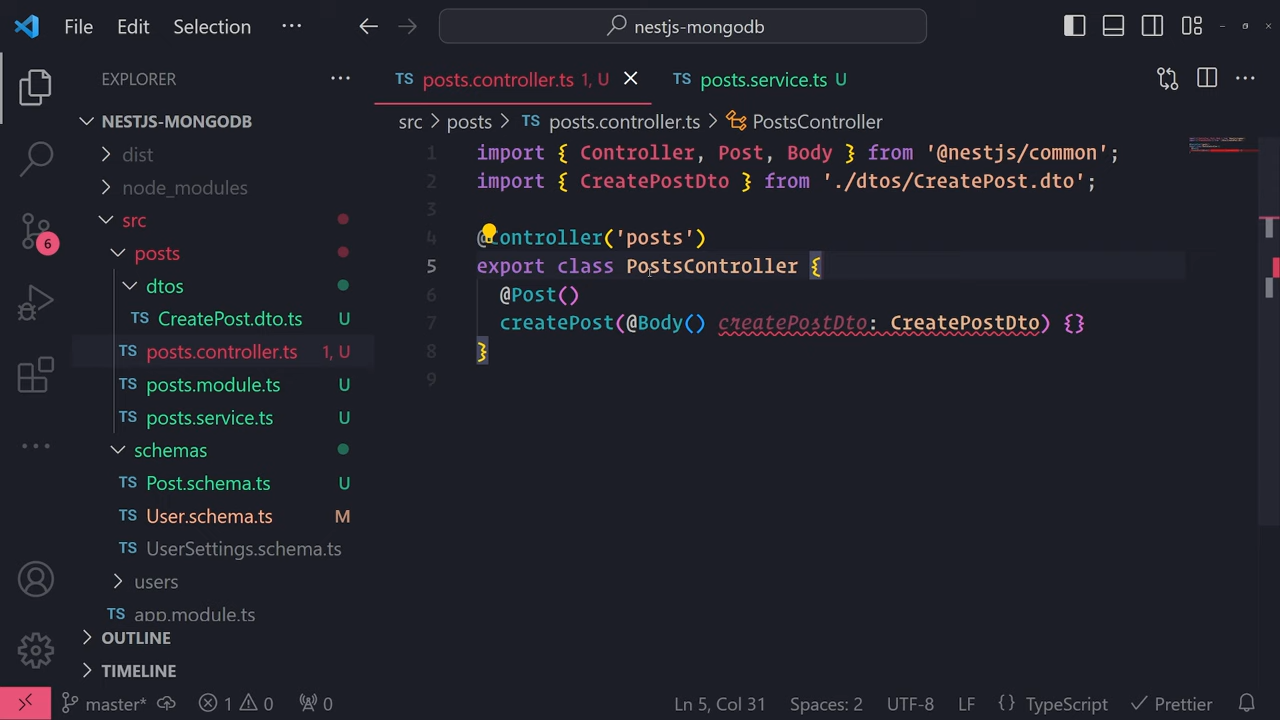 File Edit Selection ··· nestjs-mongodb
EXPLORER ···
NESTJS-MONGODB
dist
node_modules
src
posts
dtos
CreatePost.dto.ts U
TS posts.controller.ts 1, U
TS posts.module.ts U
TS posts.service.ts U
schemas
TS Post.schema.ts U
TS User.schema.ts M
TS UserSettings.schema.ts
users
TS app.module.ts
OUTLINE
TIMELINE
6
TS posts.controller.ts 1, U TS posts.service.ts U
src > posts > TS posts.controller.ts > PostsController
1 import { Controller, Post, Body } from '@nestjs/common';
2 import { CreatePostDto } from './dtos/CreatePost.dto';
3
4 @Controller('posts')
5 export class PostsController {
6 @Post()
7 createPost(@Body() createPostDto: CreatePostDto) {}
8 }
9
master* 1 0 0 Ln 5, Col 31 Spaces: 2 UTF-8 LF {} TypeScript Prettier